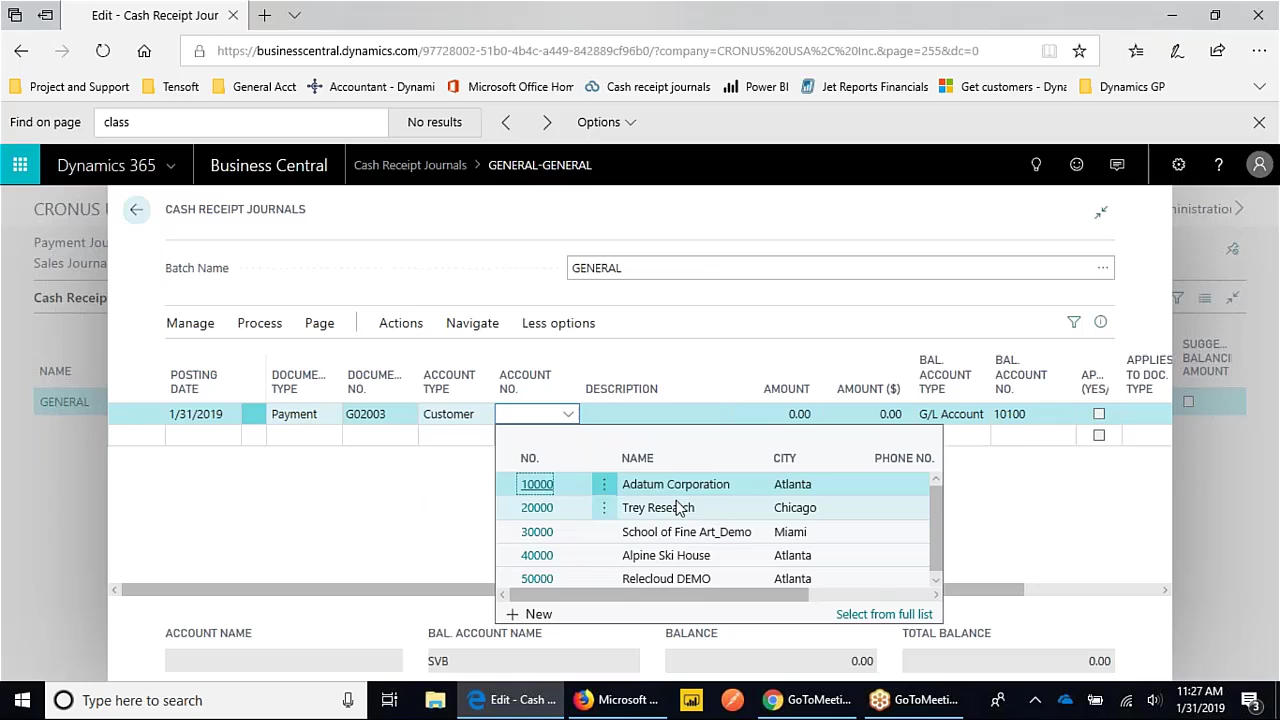 Edit - Cash Receipt Journ
https://businesscentral.dynamics.com/97728002-51b0-4b4c-a449-842889cf96b0/?company=CRONUS%20USA%2C%20Inc.&page=255&dc=0
Project and Support Tensoft General Acct Accountant - Dynami Microsoft Office Hom Cash receipt journals Power BI Jet Reports Financials Get customers - Dyna Dynamics GP
Find on page class No results Options
Dynamics 365 Business Central Cash Receipt Journals > GENERAL-GENERAL
CRONUS U CASH RECEIPT JOURNALS ministratio
Payment Jou
Sales Journa
Batch Name GENERAL
Cash Receip
Manage Process Page Actions Navigate Less options
NAME
SUGGE...
BALANCIN
AMOUNT
GENERAL
POSTING DATE
DOCUME... TYPE
DOCUME... NO.
ACCOUNT TYPE
ACCOUNT NO.
DESCRIPTION
AMOUNT
AMOUNT ($)
BAL. ACCOUNT TYPE
BAL. ACCOUNT NO.
AP... (YES/
APPLIES TO DOC. TYPE
1/31/2019 Payment G02003 Customer 0.00 0.00 G/L Account 10100
NO. NAME CITY PHONE NO.
10000 Adatum Corporation Atlanta
20000 Trey Research Chicago
30000 School of Fine Art_Demo Miami
40000 Alpine Ski House Atlanta
50000 Relecloud DEMO Atlanta
+ New Select from full list
ACCOUNT NAME BAL. ACCOUNT NAME BALANCE TOTAL BALANCE
SVB 0.00 0.00
Type here to search Edit - Cash ... Microsoft ... GoToMeeti... GoToMeeti... 11:27 AM
1/31/2019 3